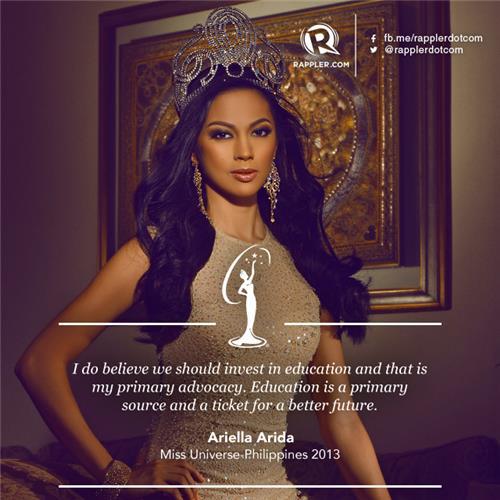 R
RAPPLER.COM
f fb.me/rapplerdotcom
@rapplerdotcom
I do believe we should invest in education and that is
my primary advocacy. Education is a primary
source and a ticket for a better future.
Ariella Arida
Miss Universe-Philippines 2013